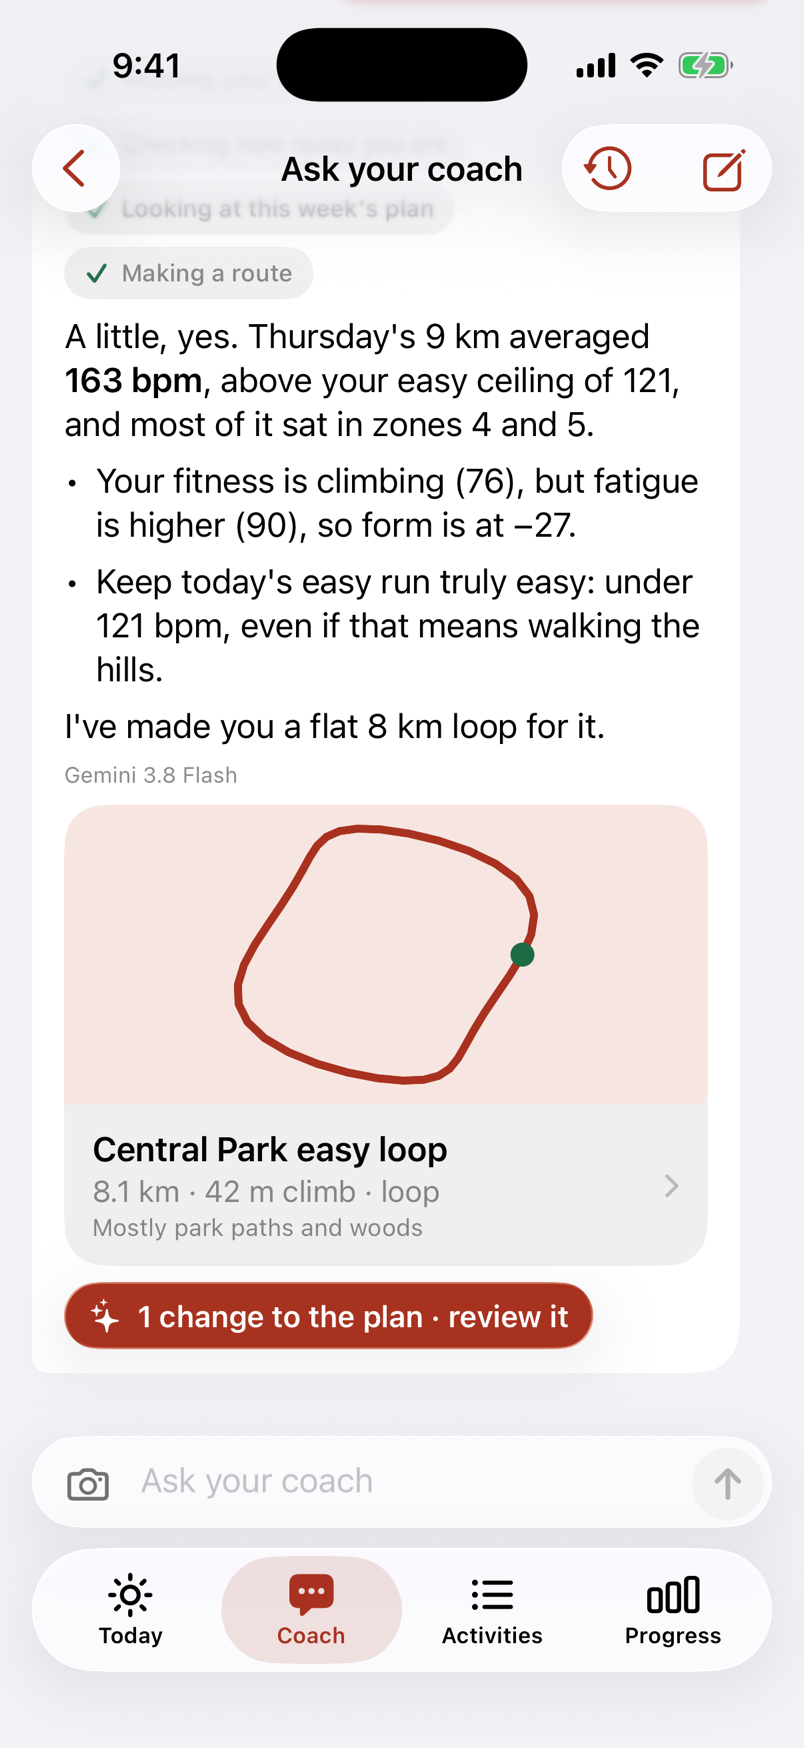 9:41
Ask your coach
Looking at this week's plan
Making a route
A little, yes. Thursday's 9 km averaged
163 bpm, above your easy ceiling of 121,
and most of it sat in zones 4 and 5.
• Your fitness is climbing (76), but fatigue
is higher (90), so form is at −27.
• Keep today's easy run truly easy: under
121 bpm, even if that means walking the
hills.
I've made you a flat 8 km loop for it.
Gemini 3.8 Flash
Central Park easy loop
8.1 km · 42 m climb · loop
Mostly park paths and woods
1 change to the plan · review it
Ask your coach
Today
Coach
Activities
Progress